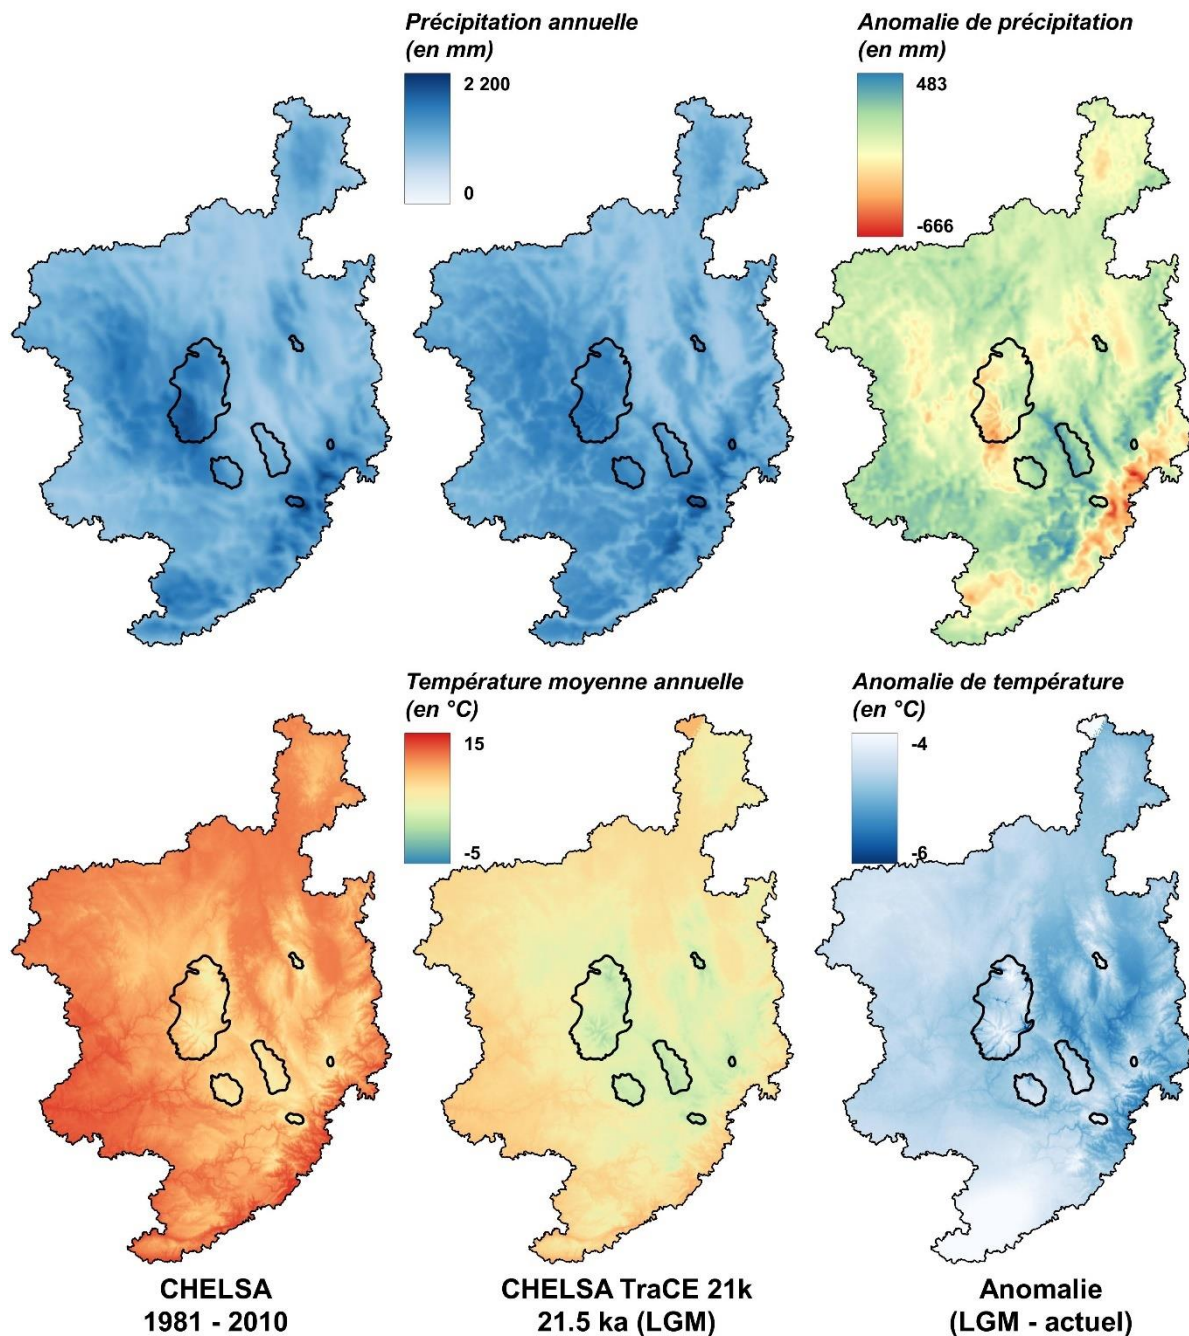 Précipitation annuelle
(en mm)
2 200
0
Anomalie de précipitation
(en mm)
483
-666
Température moyenne annuelle
(en °C)
15
-5
Anomalie de température
(en °C)
-4
-6
CHELSA
1981 - 2010
CHELSA TraCE 21k
21.5 ka (LGM)
Anomalie
(LGM - actuel)